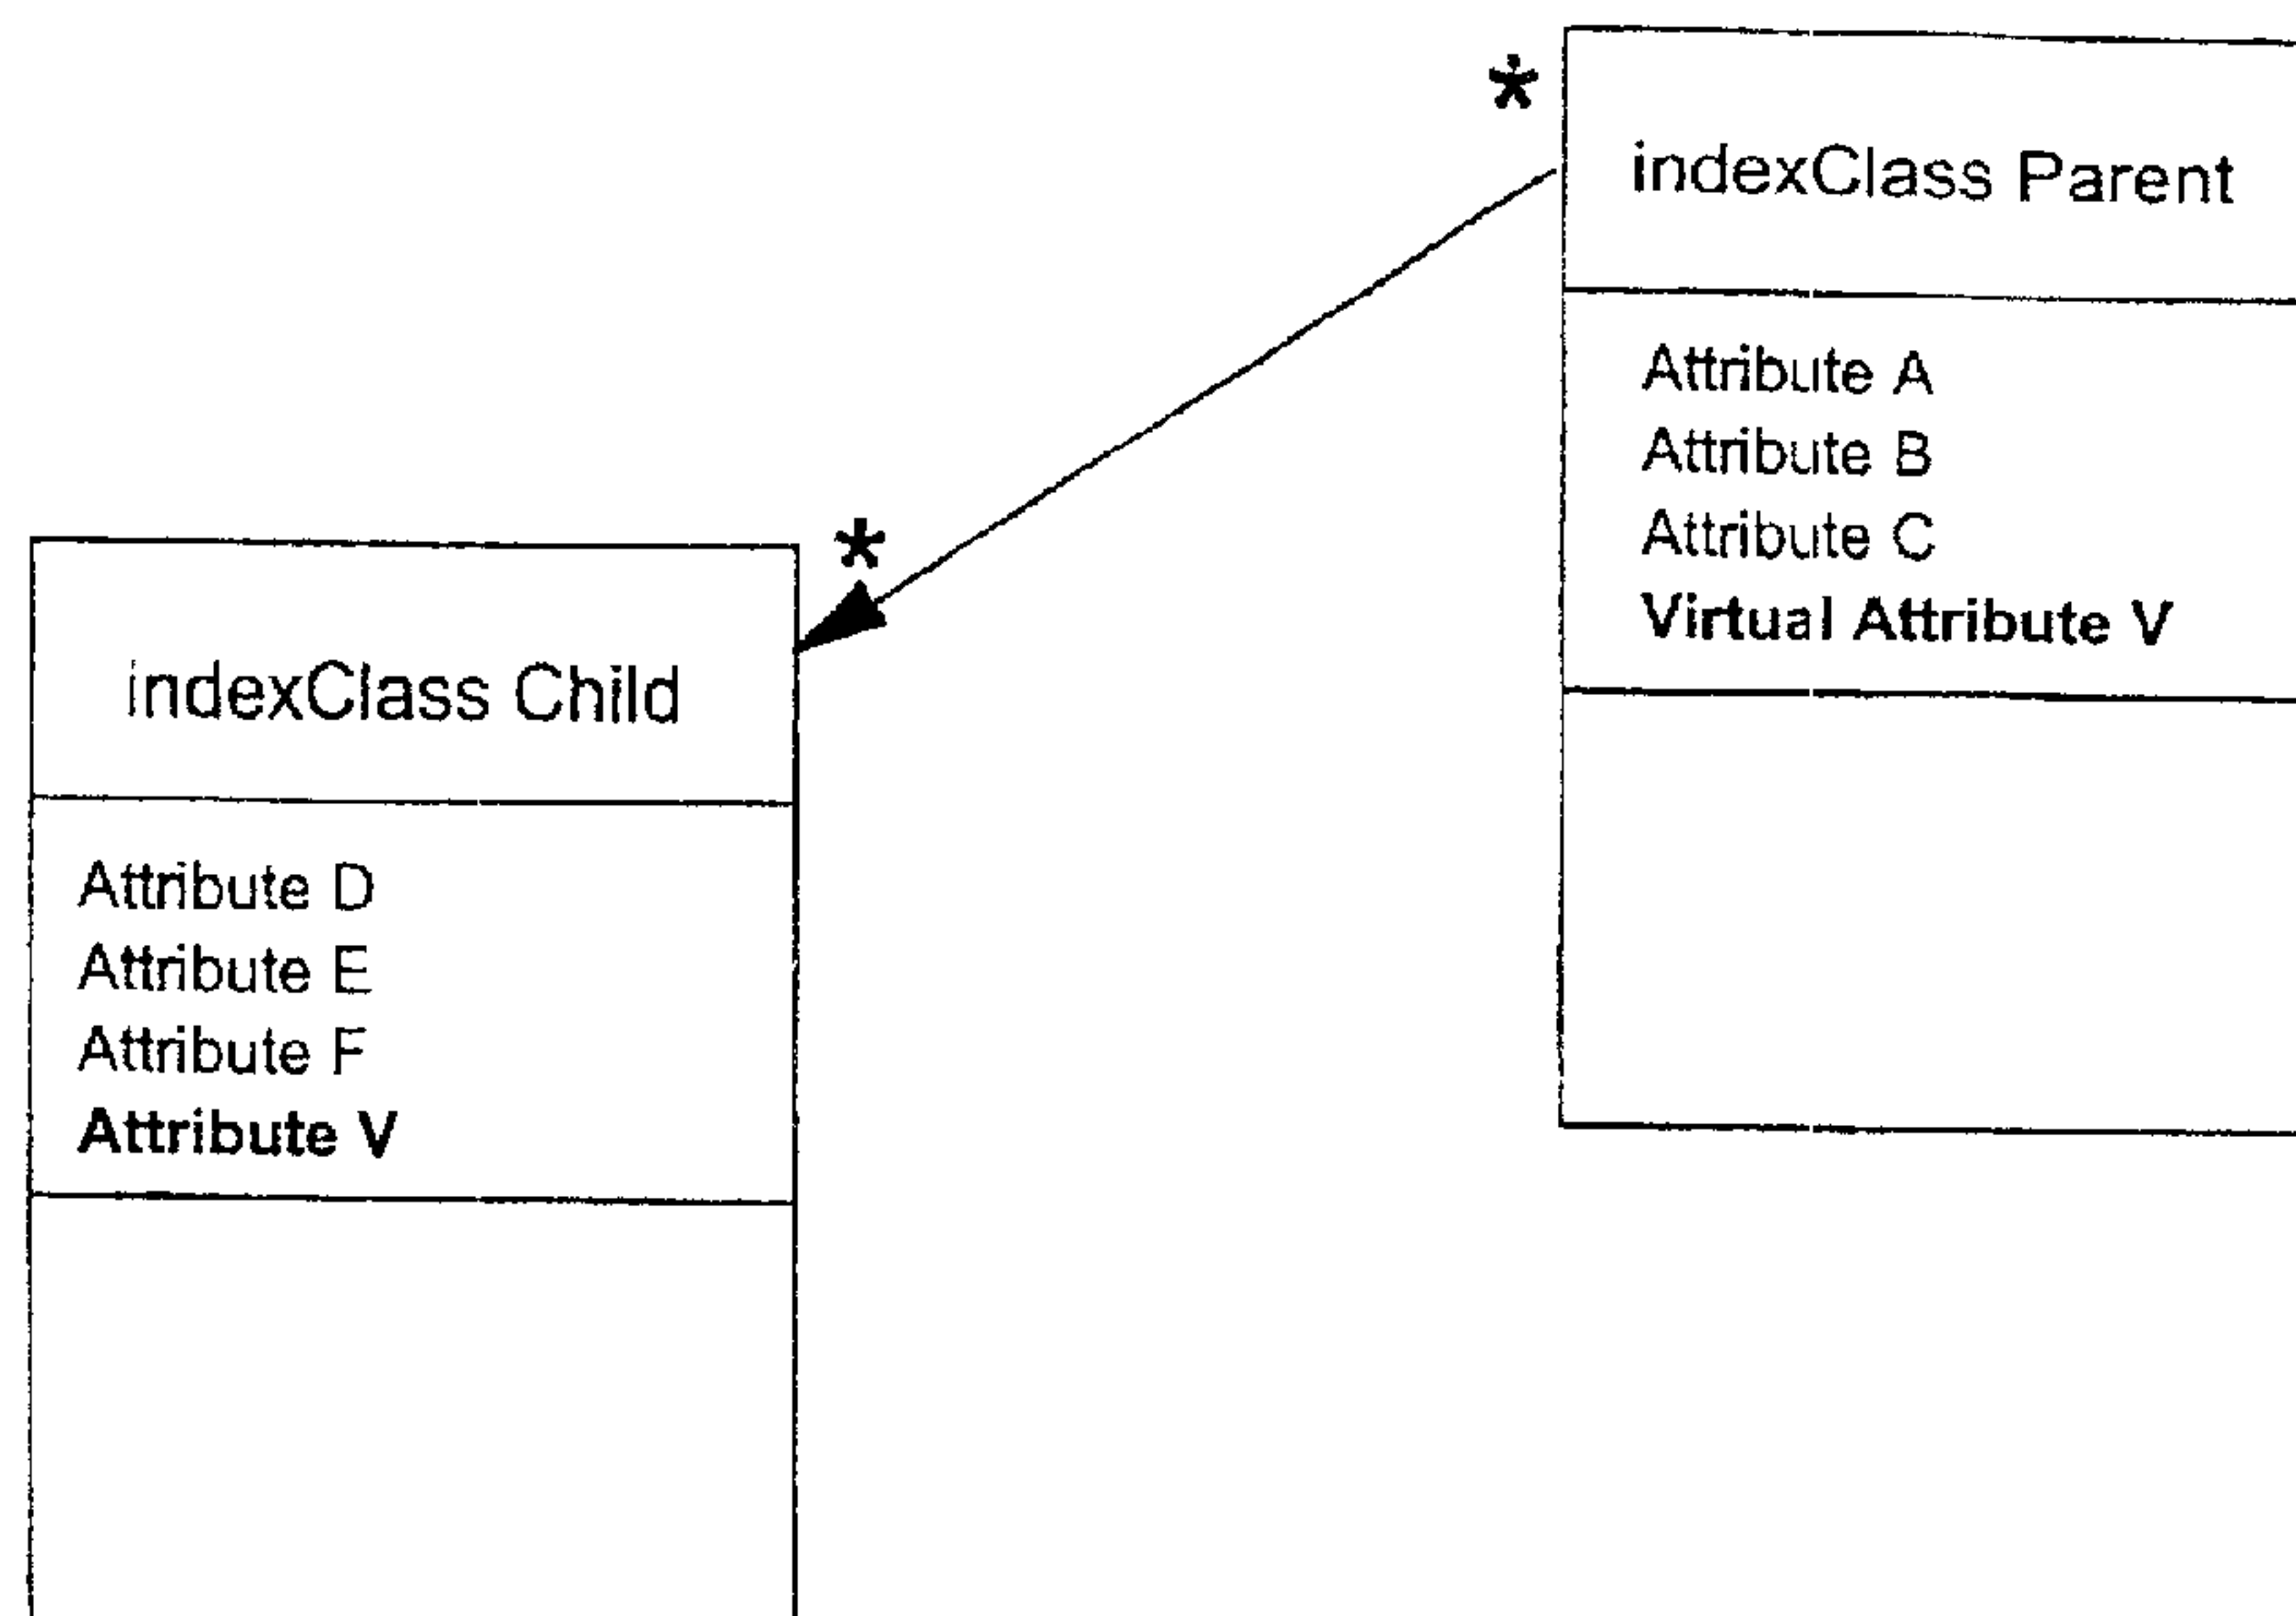 *
indexClass Parent
Attribute A
Attribute B
Attribute C
Virtual Attribute V
*
indexClass Child
Attribute D
Attribute E
Attribute F
Attribute V